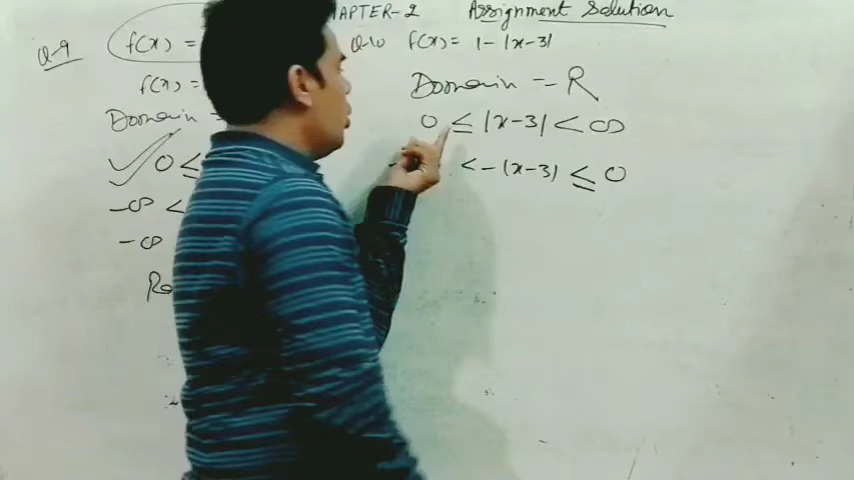 CHAPTER-2 Assignment Solution
Q-9 f(x) =
f(x) =
Domain -
0 ≤
-∞ <
-∞
Q-10 f(x) = 1-|x-3|
Domain - R
0 ≤ |x-3| < ∞
< -|x-3| ≤ 0